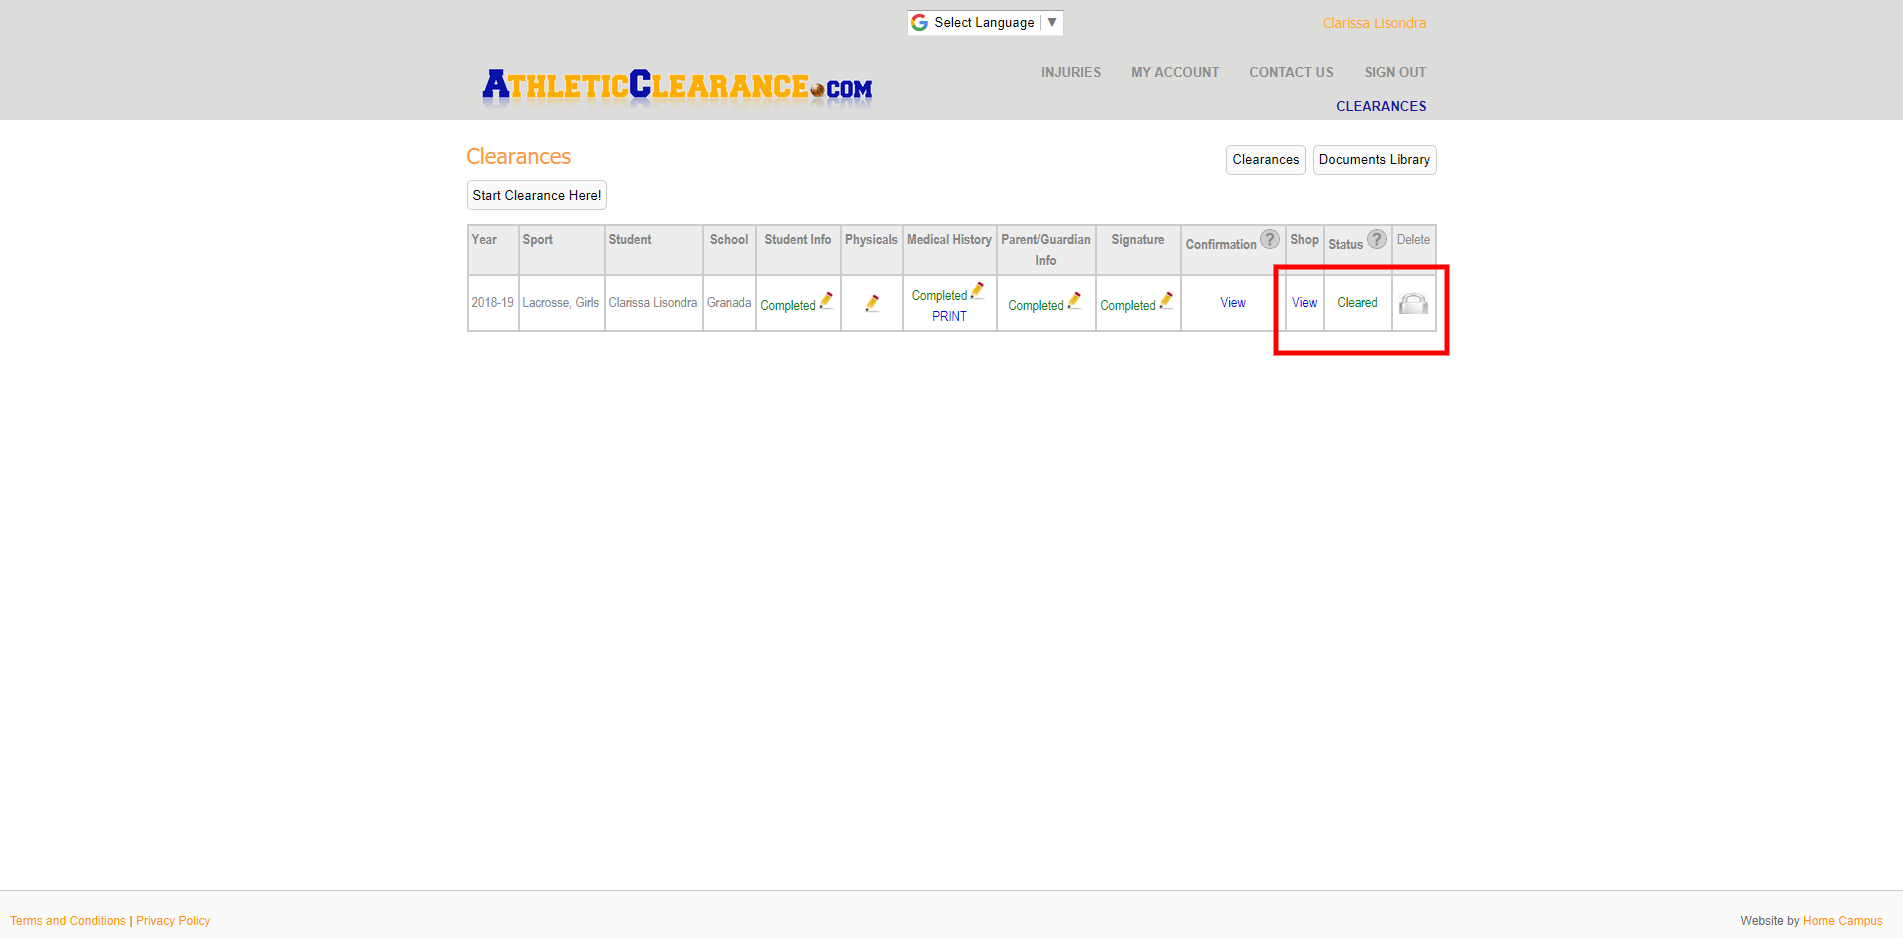 Select Language ▼
Clarissa Lisondra
ATHLETICCLEARANCE.COM
INJURIES MY ACCOUNT CONTACT US SIGN OUT
CLEARANCES
Clearances
Clearances Documents Library
Start Clearance Here!
Year Sport Student School Student Info Physicals Medical History Parent/Guardian Info Signature Confirmation ? Shop Status ? Delete
2018-19 Lacrosse, Girls Clarissa Lisondra Granada Completed Completed PRINT Completed Completed View View Cleared
Terms and Conditions | Privacy Policy
Website by Home Campus